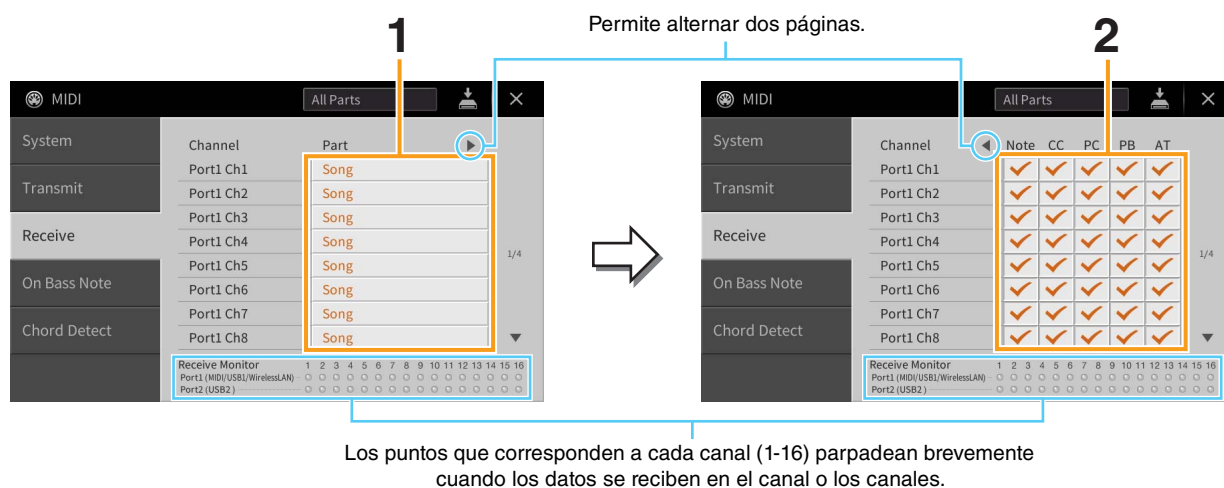 Permite alternar dos páginas.
1
2
MIDI
All Parts
System
Transmit
Receive
On Bass Note
Chord Detect
Channel Part
Port1 Ch1 Song
Port1 Ch2 Song
Port1 Ch3 Song
Port1 Ch4 Song
Port1 Ch5 Song
Port1 Ch6 Song
Port1 Ch7 Song
Port1 Ch8 Song
1/4
Receive Monitor 1 2 3 4 5 6 7 8 9 10 11 12 13 14 15 16
Port1 (MIDI/USB1/WirelessLAN)
Port2 (USB2 )
MIDI
All Parts
System
Transmit
Receive
On Bass Note
Chord Detect
Channel Note CC PC PB AT
Port1 Ch1
Port1 Ch2
Port1 Ch3
Port1 Ch4
Port1 Ch5
Port1 Ch6
Port1 Ch7
Port1 Ch8
1/4
Receive Monitor 1 2 3 4 5 6 7 8 9 10 11 12 13 14 15 16
Port1 (MIDI/USB1/WirelessLAN)
Port2 (USB2 )
Los puntos que corresponden a cada canal (1-16) parpadean brevemente
cuando los datos se reciben en el canal o los canales.